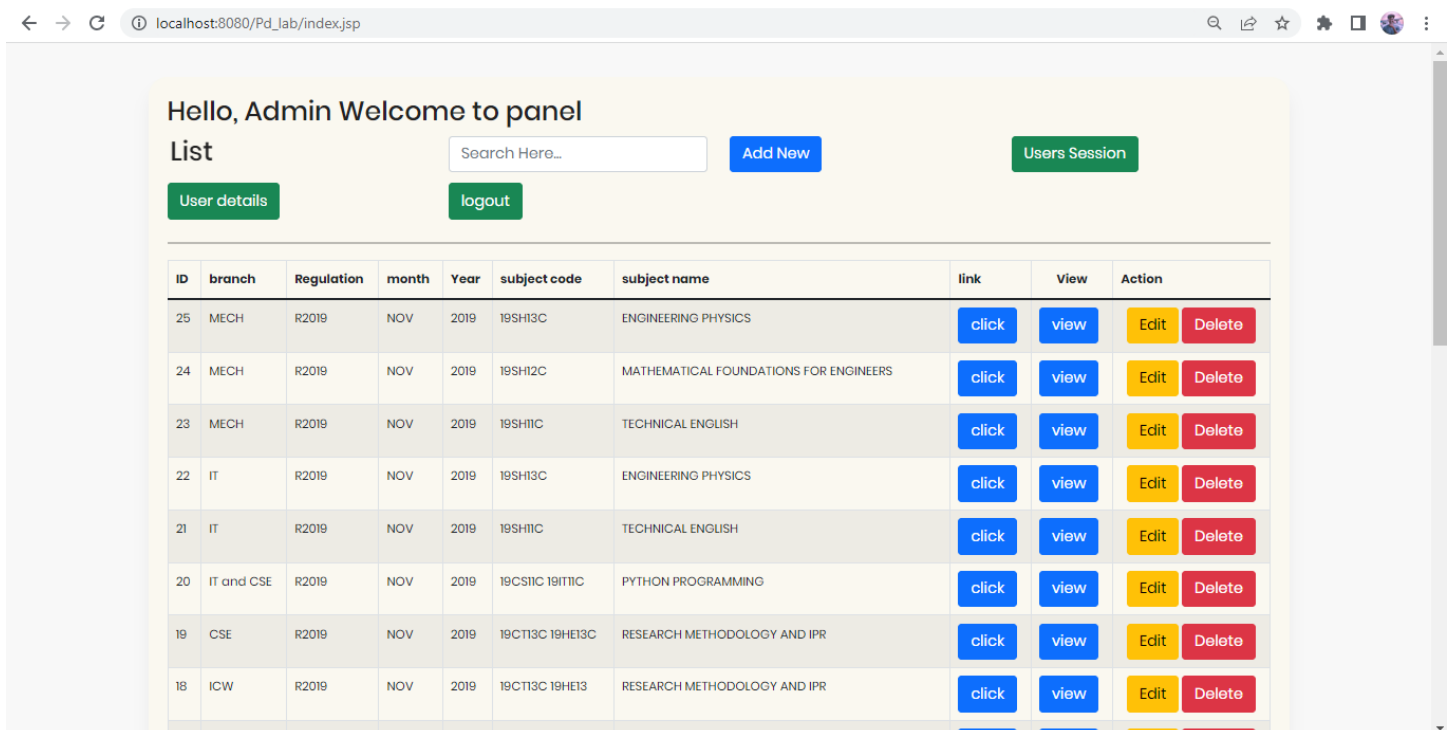 localhost:8080/Pd_lab/index.jsp
Hello, Admin Welcome to panel
List Search Here... Add New Users Session
User details logout
ID branch Regulation month Year subject code subject name link View Action
25 MECH R2019 NOV 2019 19SH13C ENGINEERING PHYSICS click view Edit Delete
24 MECH R2019 NOV 2019 19SH12C MATHEMATICAL FOUNDATIONS FOR ENGINEERS click view Edit Delete
23 MECH R2019 NOV 2019 19SH11C TECHNICAL ENGLISH click view Edit Delete
22 IT R2019 NOV 2019 19SH13C ENGINEERING PHYSICS click view Edit Delete
21 IT R2019 NOV 2019 19SH11C TECHNICAL ENGLISH click view Edit Delete
20 IT and CSE R2019 NOV 2019 19CS11C 19IT11C PYTHON PROGRAMMING click view Edit Delete
19 CSE R2019 NOV 2019 19CT13C 19HE13C RESEARCH METHODOLOGY AND IPR click view Edit Delete
18 ICW R2019 NOV 2019 19CT13C 19HE13 RESEARCH METHODOLOGY AND IPR click view Edit Delete